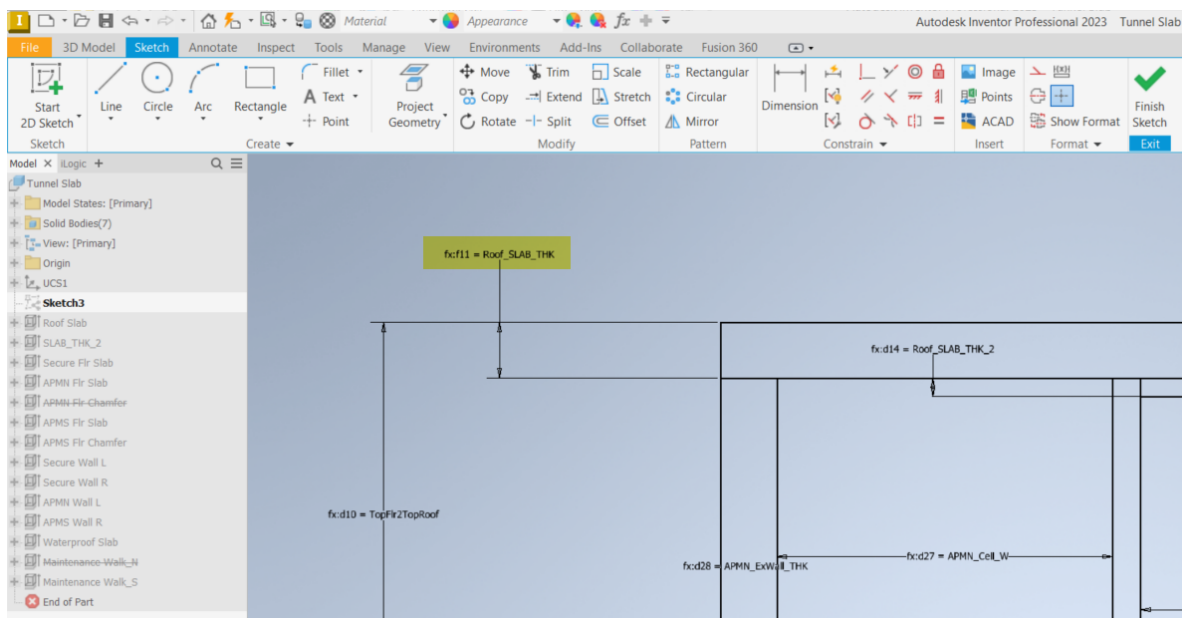 Material
Appearance
fx
Autodesk Inventor Professional 2023 Tunnel Slab
File 3D Model Sketch Annotate Inspect Tools Manage View Environments Add-Ins Collaborate Fusion 360
Start
2D Sketch
Line
Circle
Arc
Rectangle
Fillet
A Text
Point
Project
Geometry
Move
Trim
Scale
Copy
Extend
Stretch
Rotate
Split
Offset
Rectangular
Circular
Mirror
Dimension
Image
Points
ACAD
Show Format
Finish
Sketch
Sketch
Create
Modify
Pattern
Constrain
Insert
Format
Exit
Model × iLogic +
Tunnel Slab
Model States: [Primary]
Solid Bodies(7)
View: [Primary]
Origin
UCS1
Sketch3
Roof Slab
SLAB_THK_2
Secure Flr Slab
APMN Flr Slab
APMN Flr Chamfer
APMS Flr Slab
APMS Flr Chamfer
Secure Wall L
Secure Wall R
APMN Wall L
APMS Wall R
Waterproof Slab
Maintenance Walk_N
Maintenance Walk_S
End of Part
fx:f11 = Roof_SLAB_THK
fx:d14 = Roof_SLAB_THK_2
fx:d10 = TopFlr2TopRoof
fx:d28 = APMN_ExWall_THK
fx:d27 = APMN_Cell_W